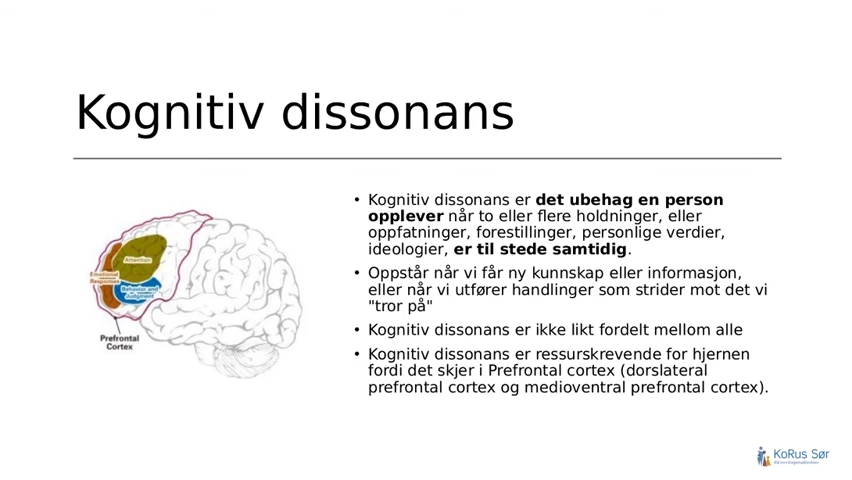 Kognitiv dissonans
• Kognitiv dissonans er det ubehag en person
opplever når to eller flere holdninger, eller
oppfatninger, forestillinger, personlige verdier,
ideologier, er til stede samtidig.
• Oppstår når vi får ny kunnskap eller informasjon,
eller når vi utfører handlinger som strider mot det vi
"tror på"
• Kognitiv dissonans er ikke likt fordelt mellom alle
• Kognitiv dissonans er ressurskrevende for hjernen
fordi det skjer i Prefrontal cortex (dorslateral
prefrontal cortex og medioventral prefrontal cortex).
Attention
Emotional
Responses
Behavior and
Judgment
Prefrontal
Cortex
KoRus Sør